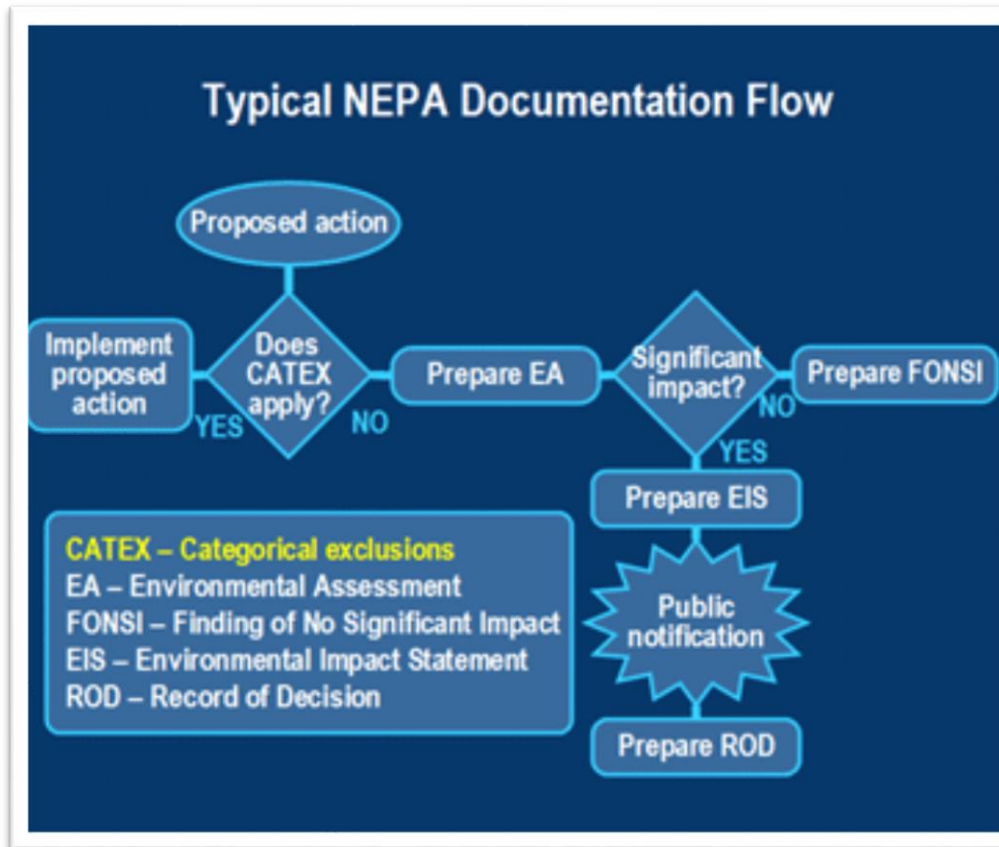 Typical NEPA Documentation Flow
Proposed action
Implement
proposed
action
Does
CATEX
apply?
YES
NO
Prepare EA
Significant
impact?
NO
Prepare FONSI
YES
Prepare EIS
CATEX – Categorical exclusions
EA – Environmental Assessment
FONSI – Finding of No Significant Impact
EIS – Environmental Impact Statement
ROD – Record of Decision
Public
notification
Prepare ROD